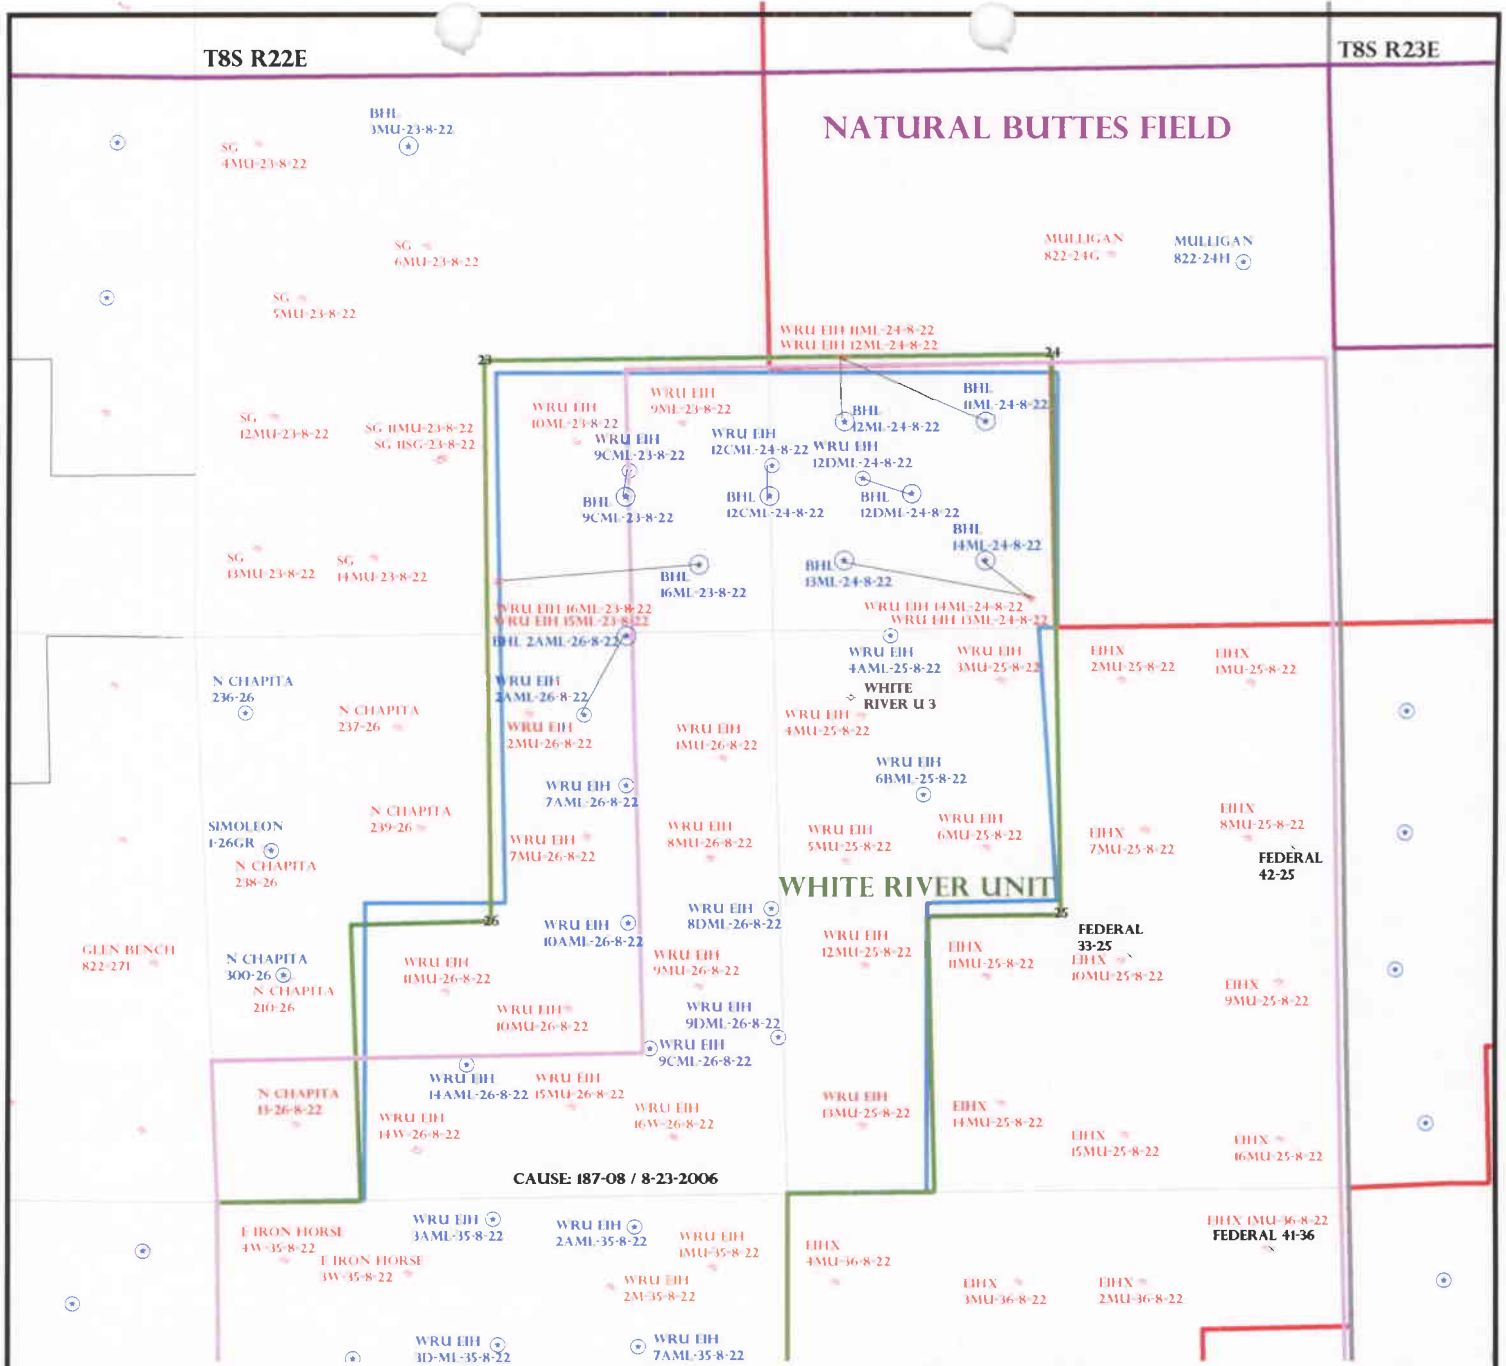 T8S R22E
T8S R23E
NATURAL BUTTES FIELD
BHL
3MU-23-8-22
SG
4MU-23-8-22
SG
6MU-23-8-22
SG
5MU-23-8-22
MULLIGAN
822-24G
MULLIGAN
822-24H
WRU EIH 11ML-24-8-22
WRU EIH 12ML-24-8-22
23
24
SG
12MU-23-8-22
SG 11MU-23-8-22
SG 11SG-23-8-22
WRU EIH
10ML-23-8-22
WRU EIH
9ML-23-8-22
BHL
11ML-24-8-22
BHL
12ML-24-8-22
WRU EIH
9CML-23-8-22
WRU EIH
12CML-24-8-22
WRU EIH
12DML-24-8-22
BHL
9CML-23-8-22
BHL
12CML-24-8-22
BHL
12DML-24-8-22
BHL
14ML-24-8-22
SG
13MU-23-8-22
SG
14MU-23-8-22
BHL
16ML-23-8-22
BHL
13ML-24-8-22
WRU EIH 16ML-23-8-22
WRU EIH 15ML-23-8-22
BHL 2AML-26-8-22
WRU EIH 14ML-24-8-22
WRU EIH 13ML-24-8-22
WRU EIH
4AML-25-8-22
WRU EIH
3MU-25-8-22
EIHX
2MU-25-8-22
EIHX
1MU-25-8-22
N CHAPITA
236-26
N CHAPITA
237-26
WRU EIH
2AML-26-8-22
WRU EIH
2MU-26-8-22
WRU EIH
1MU-26-8-22
WHITE
RIVER U 3
WRU EIH
4MU-25-8-22
WRU EIH
7AML-26-8-22
WRU EIH
6BML-25-8-22
SIMOLEON
1-26GR
N CHAPITA
239-26
N CHAPITA
238-26
WRU EIH
7MU-26-8-22
WRU EIH
8MU-26-8-22
WRU EIH
5MU-25-8-22
WRU EIH
6MU-25-8-22
EIHX
7MU-25-8-22
EIHX
8MU-25-8-22
FEDERAL
42-25
WHITE RIVER UNIT
26
25
WRU EIH
10AML-26-8-22
WRU EIH
8DML-26-8-22
GLEN BENCH
822-271
N CHAPITA
300-26
N CHAPITA
210-26
WRU EIH
11MU-26-8-22
WRU EIH
9MU-26-8-22
WRU EIH
12MU-25-8-22
EIHX
11MU-25-8-22
FEDERAL
33-25
EIHX
10MU-25-8-22
EIHX
9MU-25-8-22
WRU EIH
10MU-26-8-22
WRU EIH
9DML-26-8-22
WRU EIH
9CML-26-8-22
N CHAPITA
13-26-8-22
WRU EIH
14AML-26-8-22
WRU EIH
15MU-26-8-22
WRU EIH
14W-26-8-22
WRU EIH
16W-26-8-22
WRU EIH
13MU-25-8-22
EIHX
14MU-25-8-22
EIHX
15MU-25-8-22
EIHX
16MU-25-8-22
CAUSE: 187-08 / 8-23-2006
E IRON HORSE
4W-35-8-22
E IRON HORSE
3W-35-8-22
WRU EIH
3AML-35-8-22
WRU EIH
2AML-35-8-22
WRU EIH
1MU-35-8-22
WRU EIH
2M-35-8-22
EIHX
4MU-36-8-22
EIHX
3MU-36-8-22
EIHX
2MU-36-8-22
EIHX 1MU-36-8-22
FEDERAL 41-36
WRU EIH
3D-ML-35-8-22
WRU EIH
7AML-35-8-22